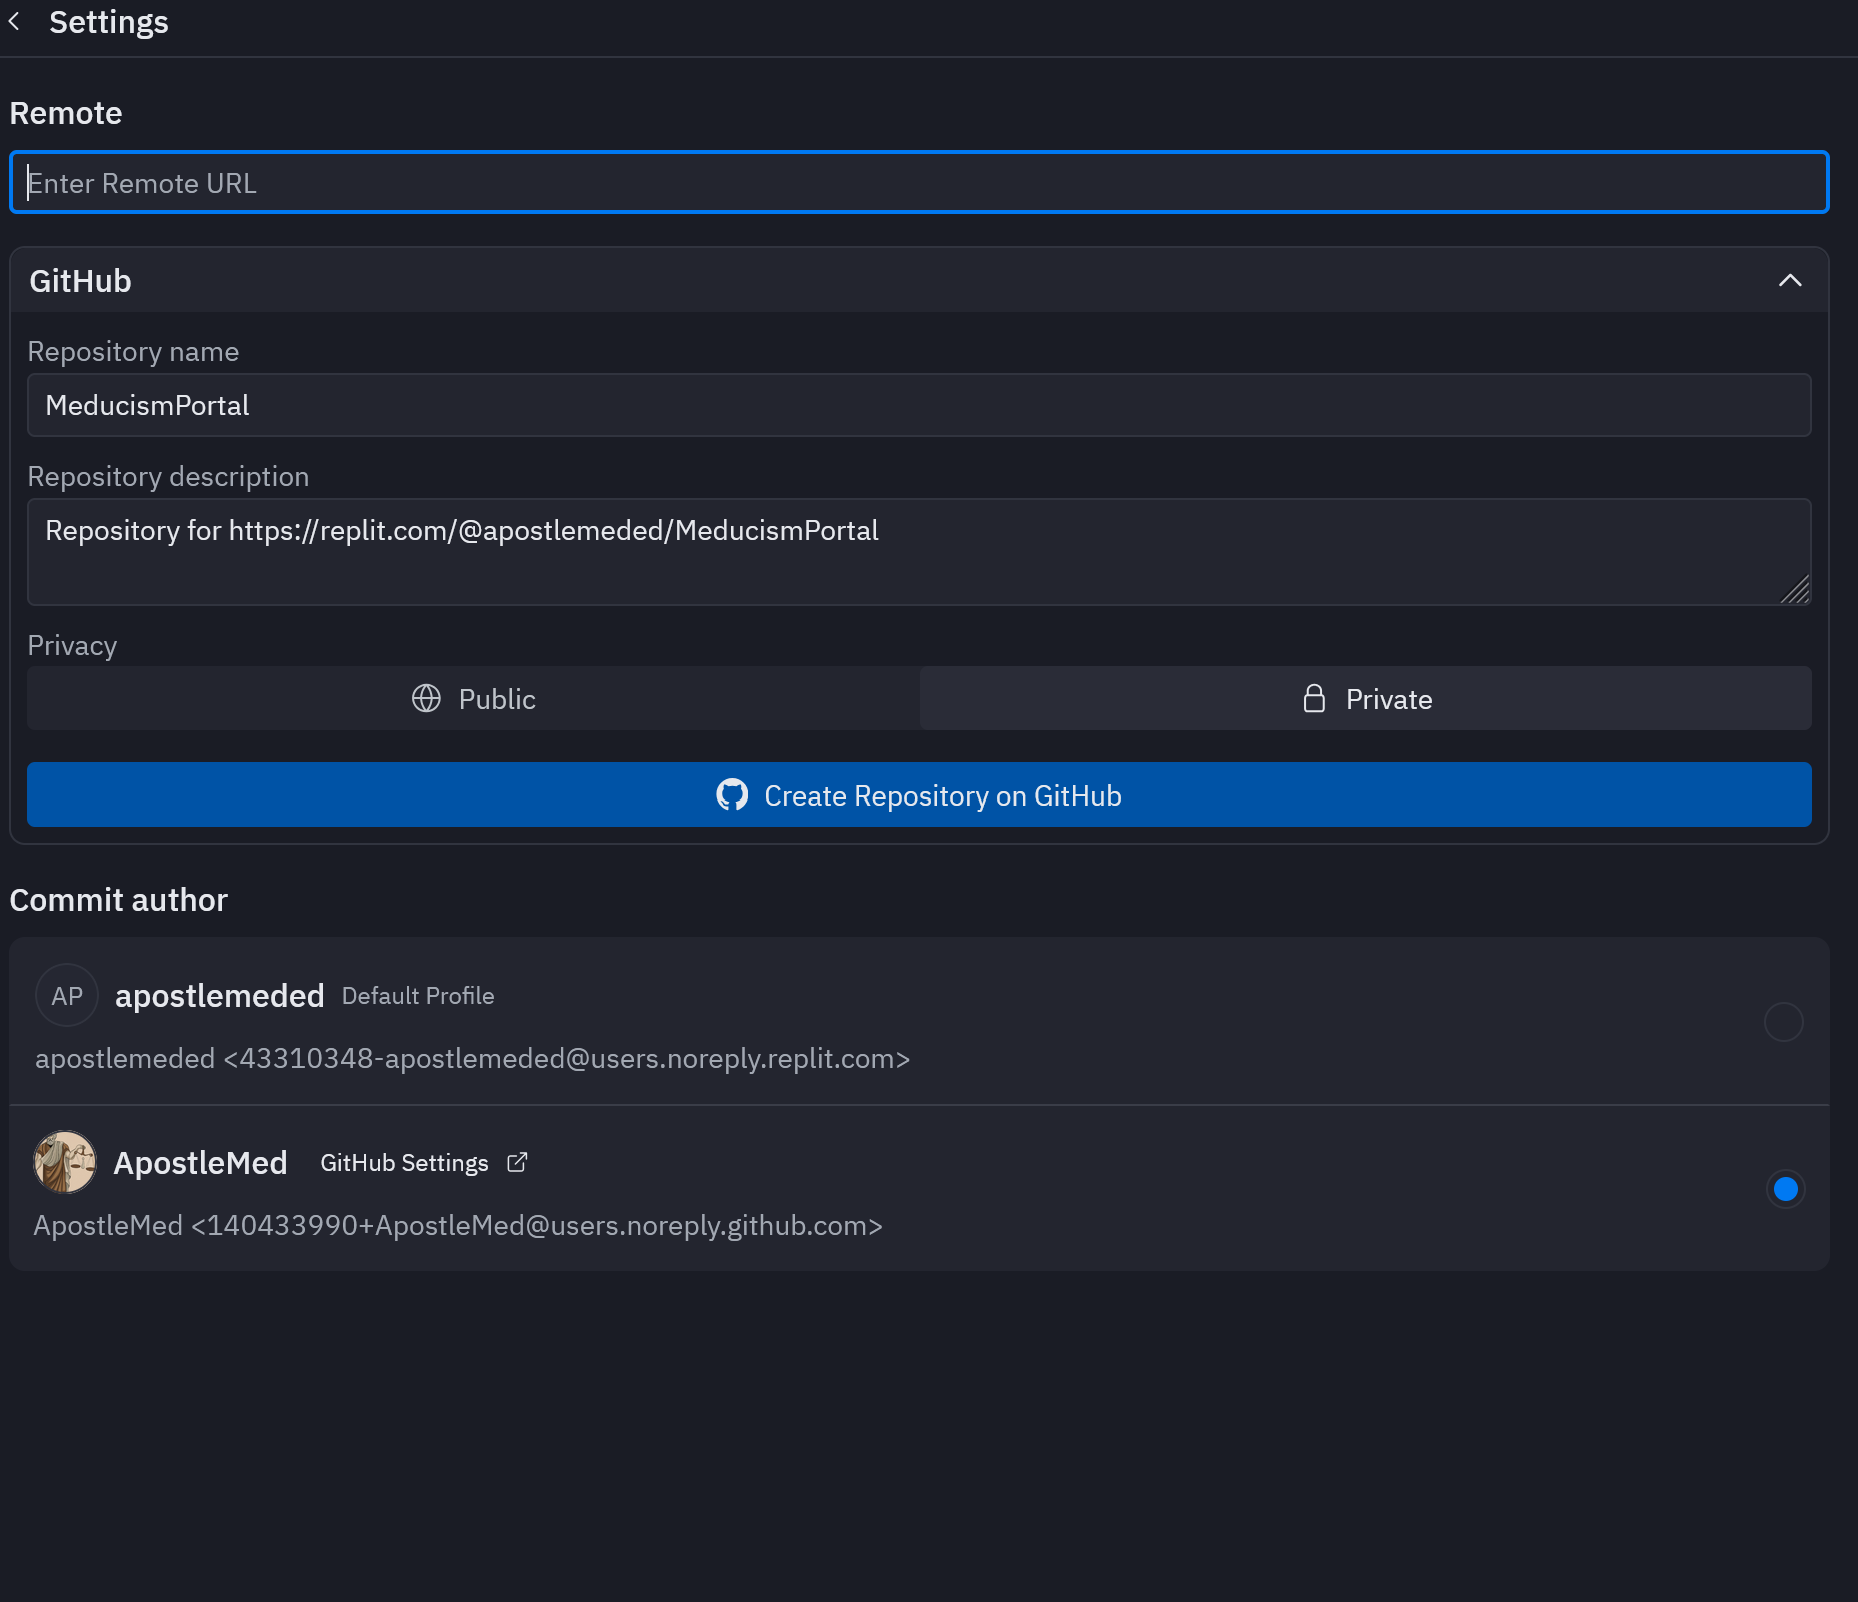 Settings
Remote
Enter Remote URL
GitHub
Repository name
MeducismPortal
Repository description
Repository for https://replit.com/@apostlemeded/MeducismPortal
Privacy
Public
Private
Create Repository on GitHub
Commit author
AP
apostlemeded Default Profile
apostlemeded <43310348-apostlemeded@users.noreply.replit.com>
ApostleMed GitHub Settings
ApostleMed <140433990+ApostleMed@users.noreply.github.com>